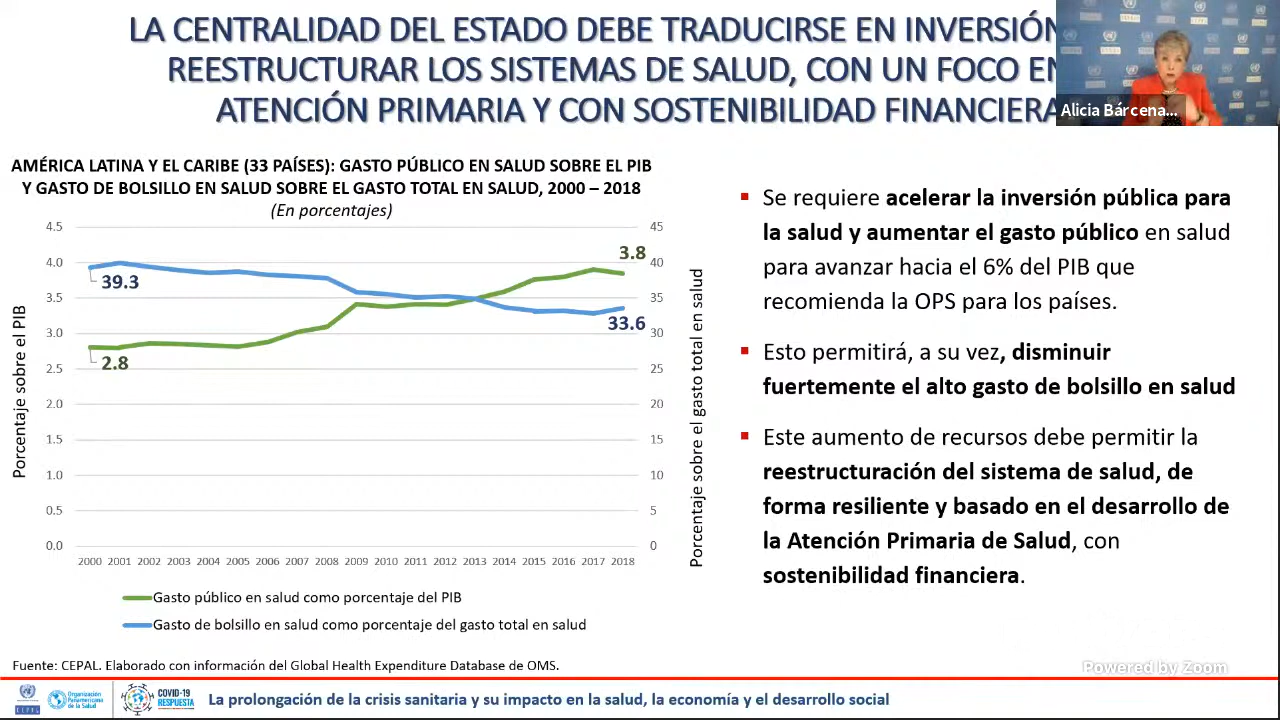 LA CENTRALIDAD DEL ESTADO DEBE TRADUCIRSE EN INVERSIÓN
REESTRUCTURAR LOS SISTEMAS DE SALUD, CON UN FOCO EN
ATENCIÓN PRIMARIA Y CON SOSTENIBILIDAD FINANCIERA
Alicia Bárcena...
AMÉRICA LATINA Y EL CARIBE (33 PAÍSES): GASTO PÚBLICO EN SALUD SOBRE EL PIB
Y GASTO DE BOLSILLO EN SALUD SOBRE EL GASTO TOTAL EN SALUD, 2000 – 2018
(En porcentajes)
Porcentaje sobre el PIB
4.5
4.0
3.5
3.0
2.5
2.0
1.5
1.0
0.5
0.0
39.3
2.8
3.8
33.6
45
40
35
30
25
20
15
10
5
0
Porcentaje sobre el gasto total en salud
2000 2001 2002 2003 2004 2005 2006 2007 2008 2009 2010 2011 2012 2013 2014 2015 2016 2017 2018
Gasto público en salud como porcentaje del PIB
Gasto de bolsillo en salud como porcentaje del gasto total en salud
Se requiere acelerar la inversión pública para
la salud y aumentar el gasto público en salud
para avanzar hacia el 6% del PIB que
recomienda la OPS para los países.
Esto permitirá, a su vez, disminuir
fuertemente el alto gasto de bolsillo en salud
Este aumento de recursos debe permitir la
reestructuración del sistema de salud, de
forma resiliente y basado en el desarrollo de
la Atención Primaria de Salud, con
sostenibilidad financiera.
Fuente: CEPAL. Elaborado con información del Global Health Expenditure Database de OMS.
Powered by Zoom
CEPAL
Organización
Panamericana
de la Salud
COVID-19
RESPUESTA
La prolongación de la crisis sanitaria y su impacto en la salud, la economía y el desarrollo social